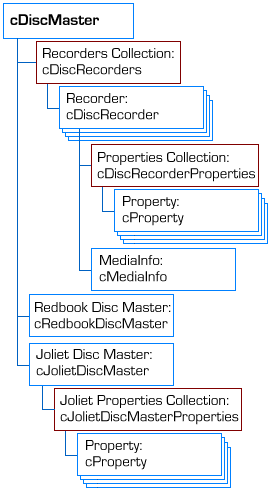 cDiscMaster
Recorders Collection:
cDiscRecorders
Recorder:
cDiscRecorder
Properties Collection:
cDiscRecorderProperties
Property:
cProperty
MediaInfo:
cMediaInfo
Redbook Disc Master:
cRedbookDiscMaster
Joliet Disc Master:
cJolietDiscMaster
Joliet Properties Collection:
cJolietDiscMasterProperties
Property:
cProperty